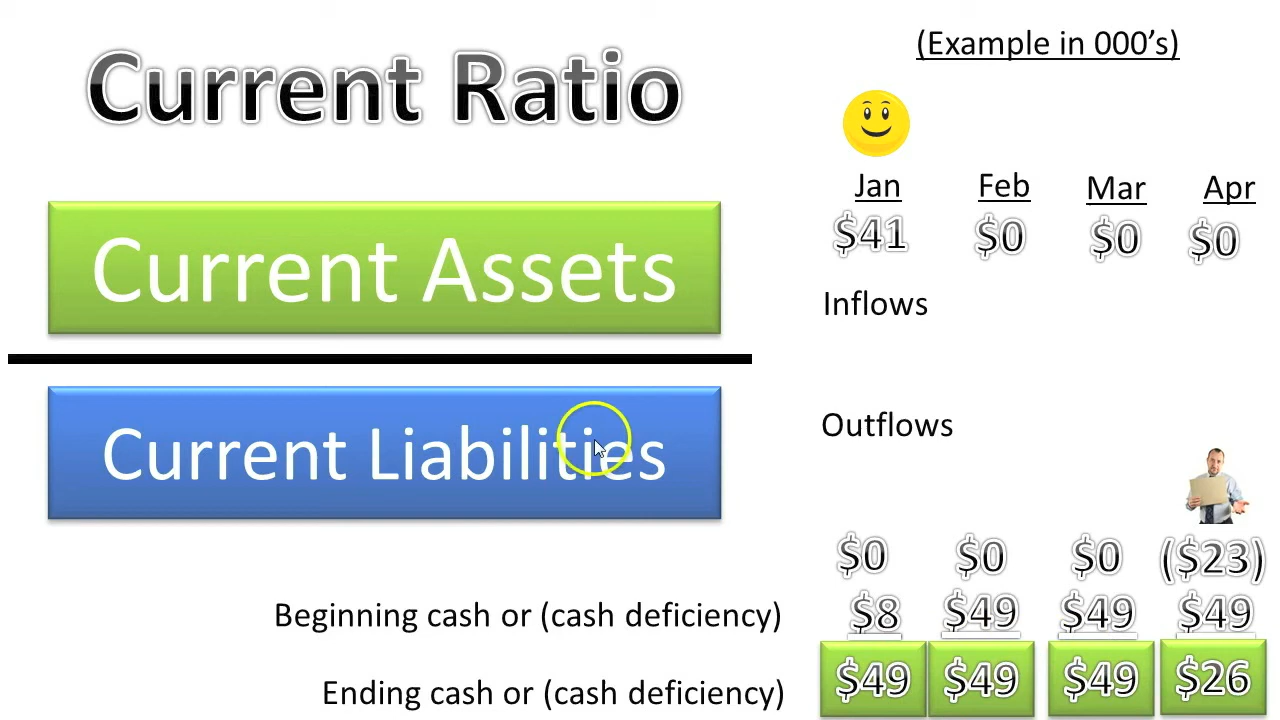 (Example in 000's)
Current Ratio
Jan Feb Mar Apr
$41 $0 $0 $0
Current Assets
Inflows
Current Liabilities
Outflows
$0 $0 $0 ($23)
Beginning cash or (cash deficiency) $8 $49 $49 $49
Ending cash or (cash deficiency) $49 $49 $49 $26